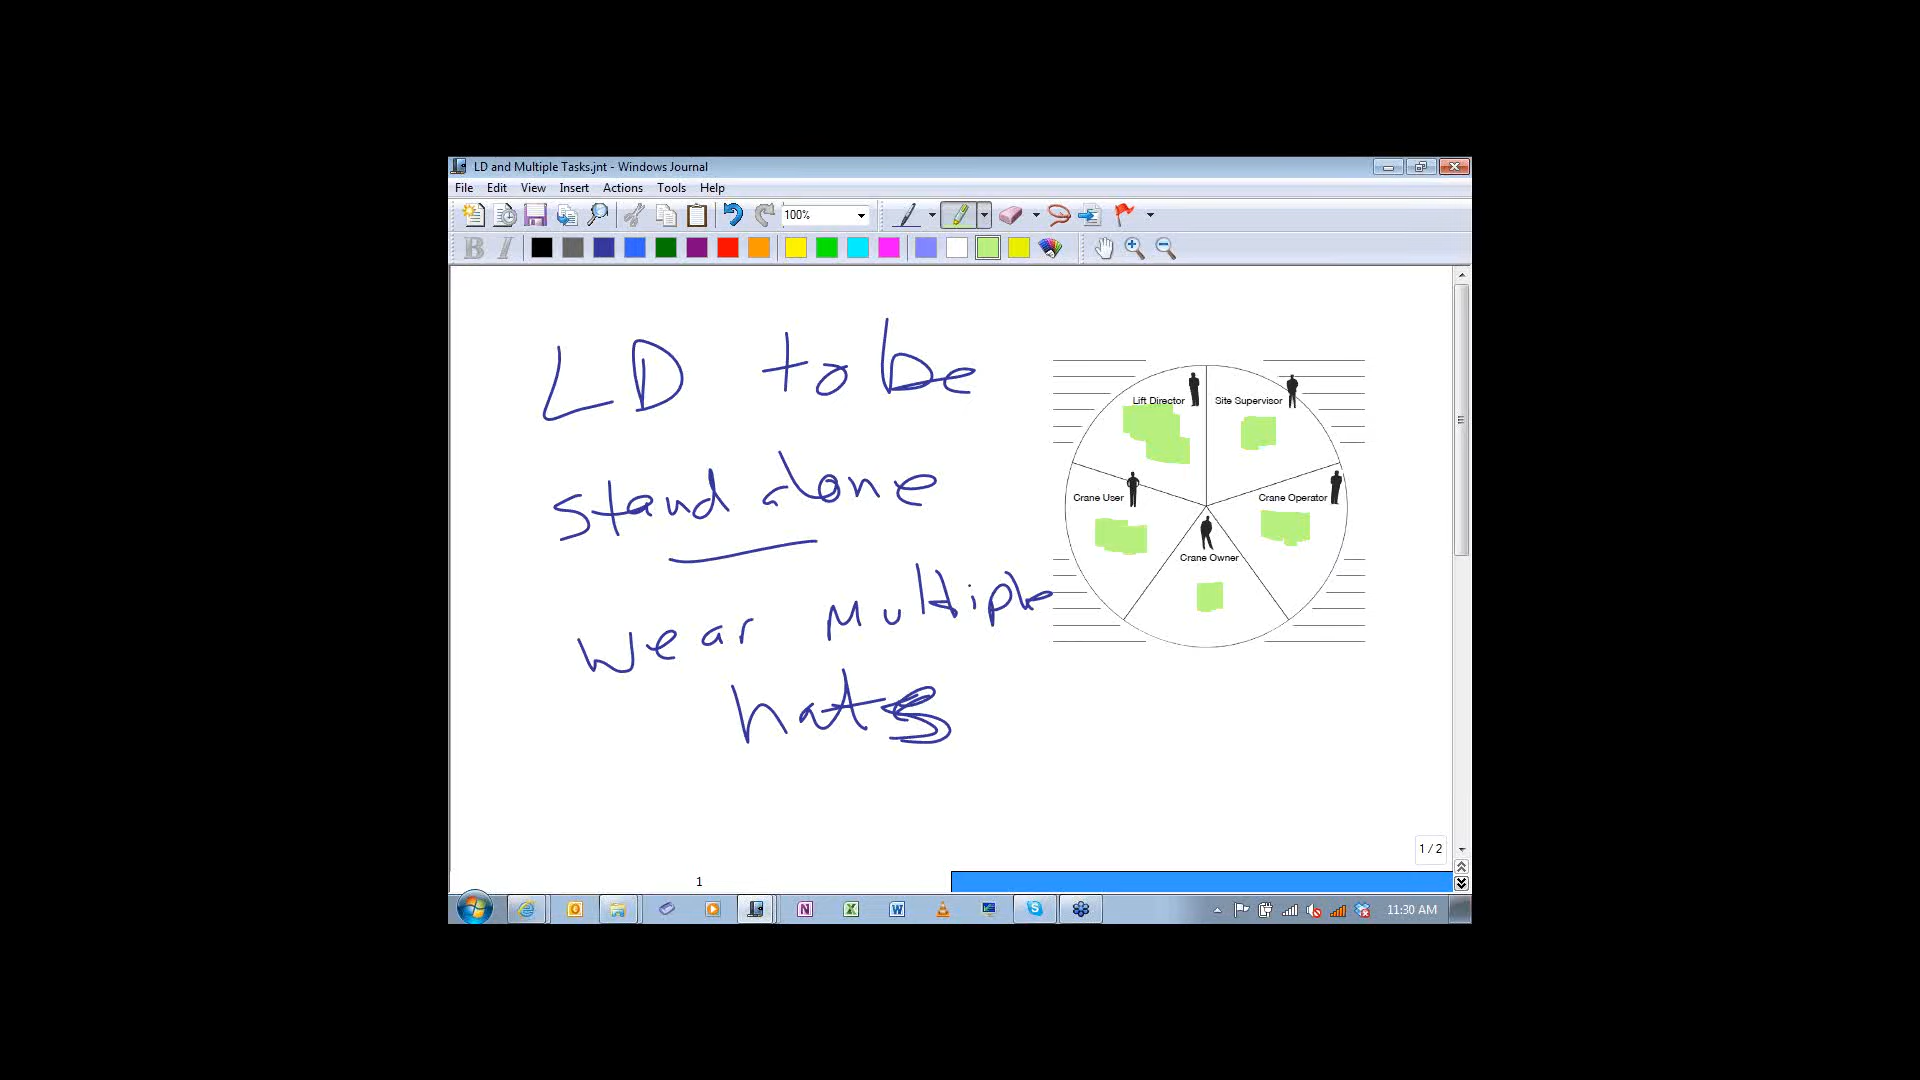 LD and Multiple Tasks.jnt - Windows Journal
File Edit View Insert Actions Tools Help
100%
B I
LD to be
stand alone
wear Multiple
hats
Lift Director
Site Supervisor
Crane User
Crane Operator
Crane Owner
1 / 2
1
11:30 AM